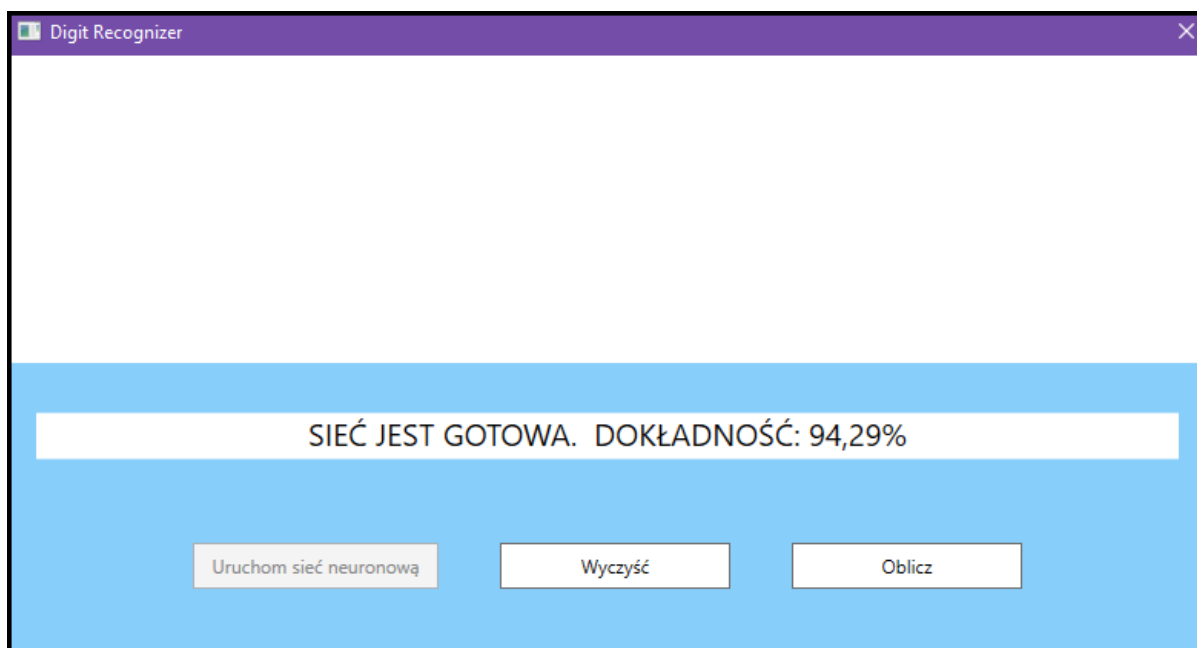 Digit Recognizer
SIEĆ JEST GOTOWA.  DOKŁADNOŚĆ: 94,29%
Uruchom sieć neuronową
Wyczyść
Oblicz